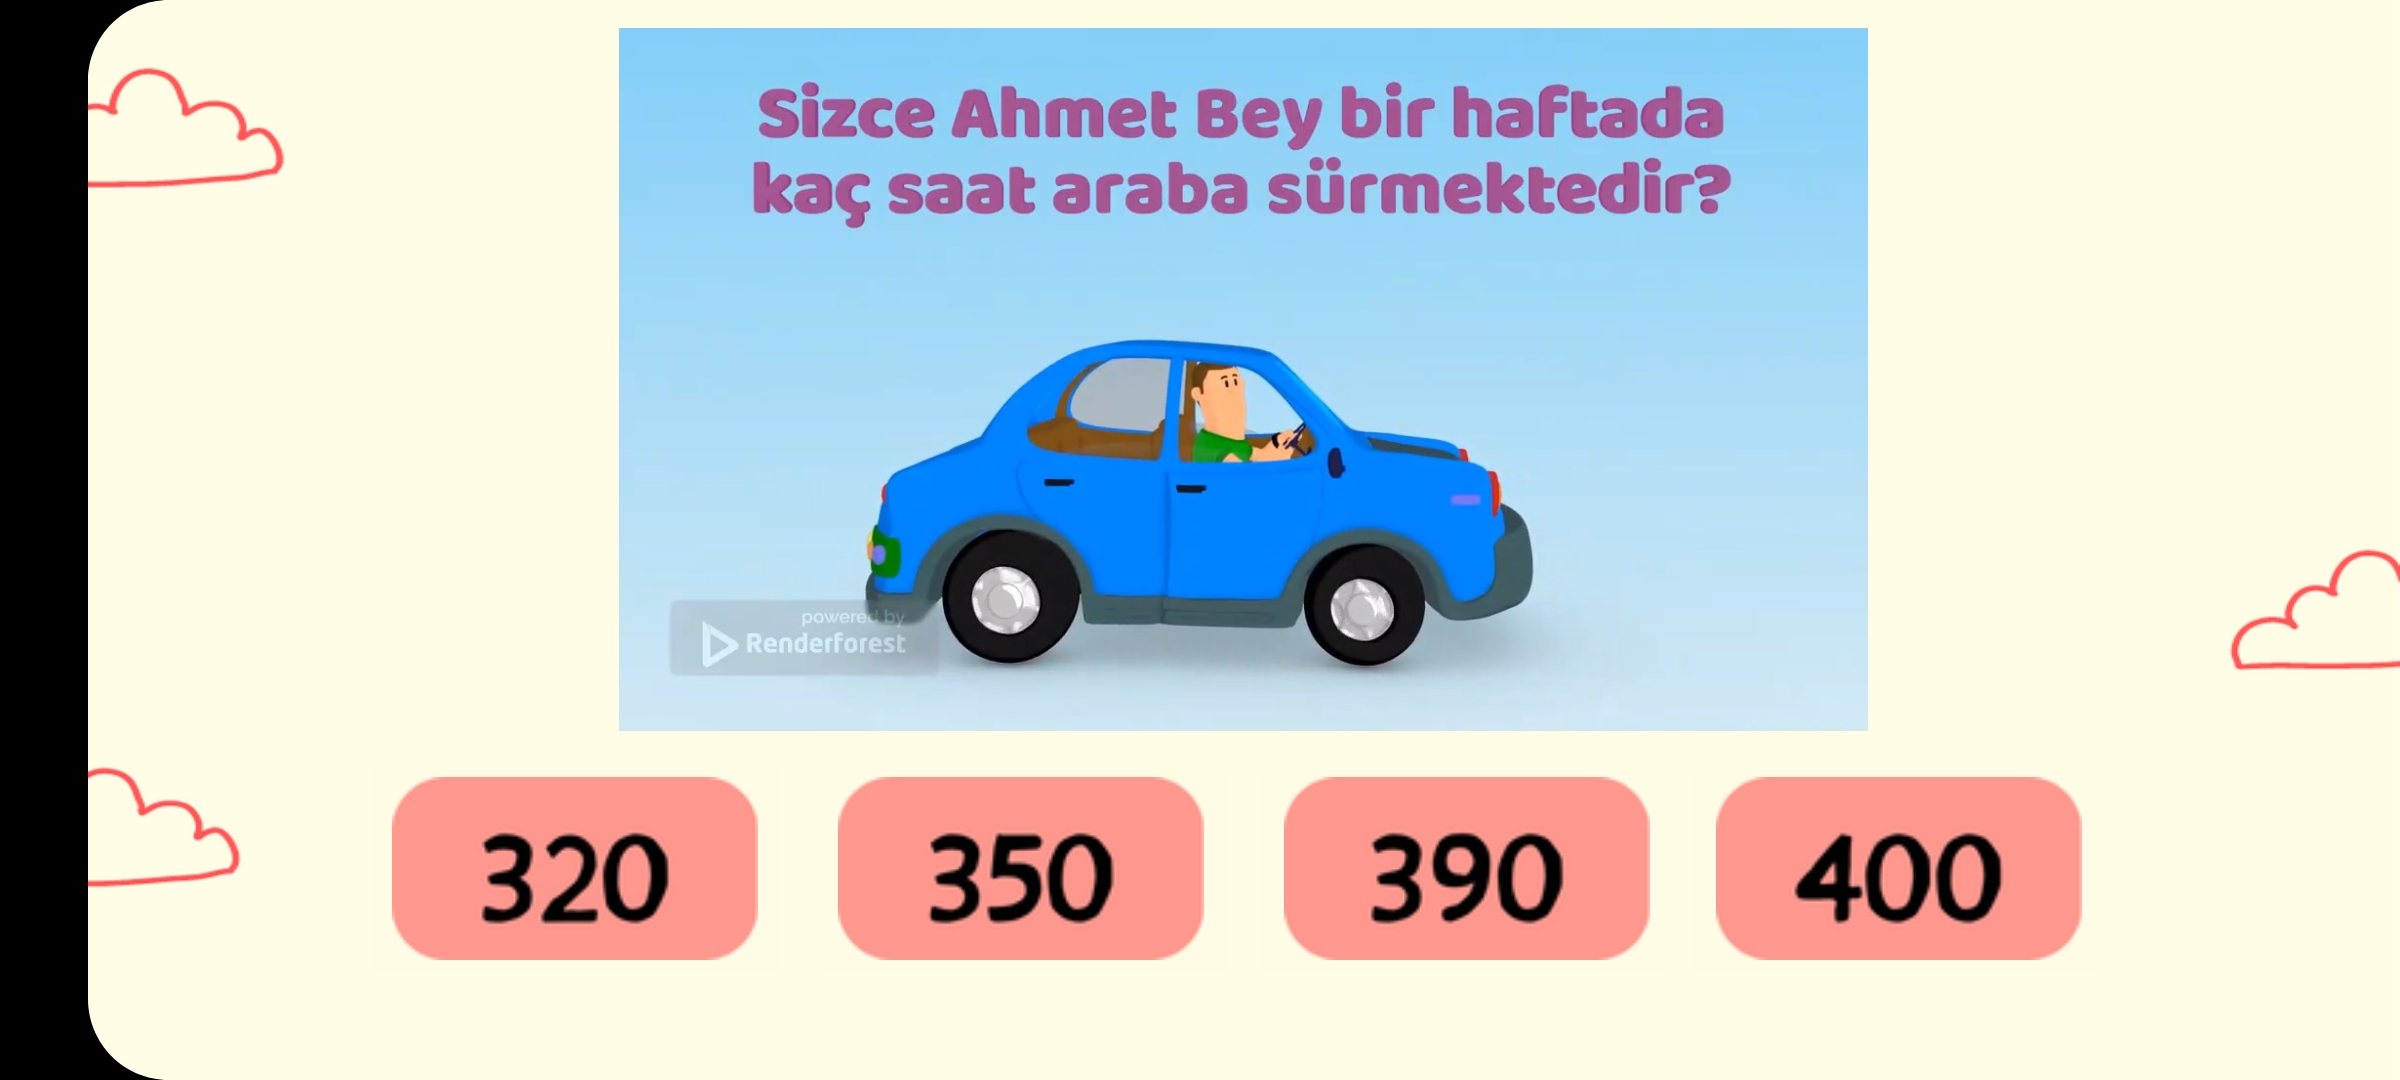 Sizce Ahmet Bey bir haftada
kaç saat araba sürmektedir?
powered by
Renderforest
320
350
390
400